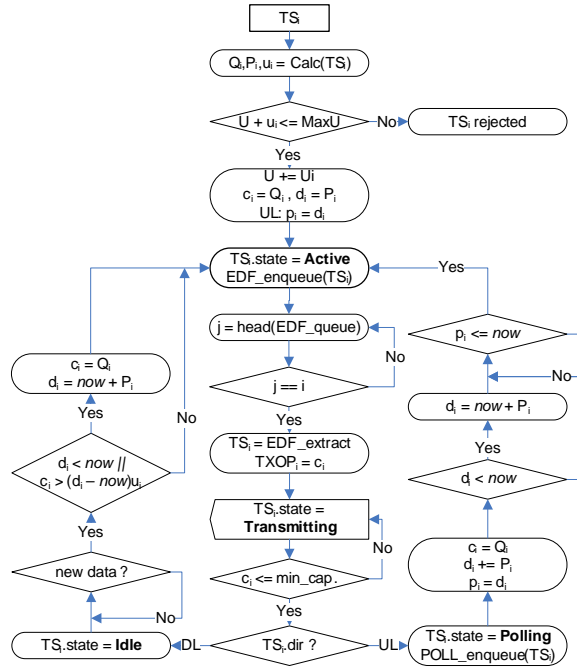 TSᵢ
Qᵢ,Pᵢ,uᵢ = Calc(TSᵢ)
U + uᵢ <= MaxU
No
TSᵢ rejected
Yes
U += Ui
cᵢ = Qᵢ , dᵢ = Pᵢ
UL: pᵢ = dᵢ
TSᵢ.state = Active
EDF_enqueue(TSᵢ)
Yes
j = head(EDF_queue)
pᵢ <= now
No
No
cᵢ = Qᵢ
dᵢ = now + Pᵢ
j == i
dᵢ = now + Pᵢ
Yes
No
Yes
Yes
TSᵢ = EDF_extract
TXOPᵢ = cᵢ
dᵢ < now ||
cᵢ > (dᵢ – now)uᵢ
dᵢ < now
TSᵢ.state =
Transmitting
Yes
No
cᵢ = Qᵢ
dᵢ += Pᵢ
pᵢ = dᵢ
new data ?
cᵢ <= min_cap.
No
Yes
TSᵢ.state = Idle
DL
TSᵢ.dir ?
UL
TSᵢ.state = Polling
POLL_enqueue(TSᵢ)